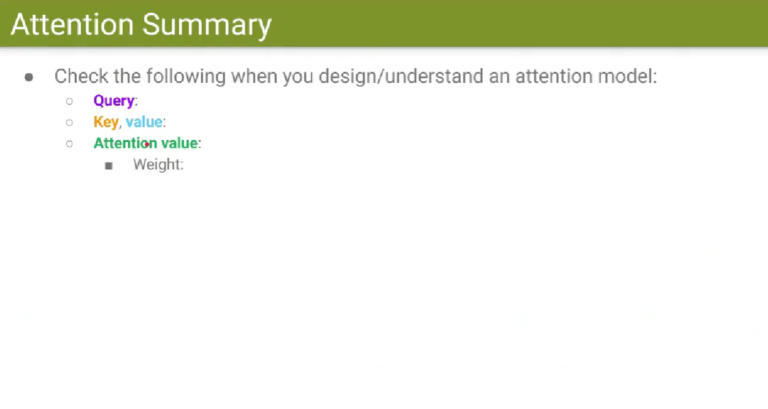 Attention Summary
● Check the following when you design/understand an attention model:
○ Query:
○ Key, value:
○ Attention value:
■ Weight: